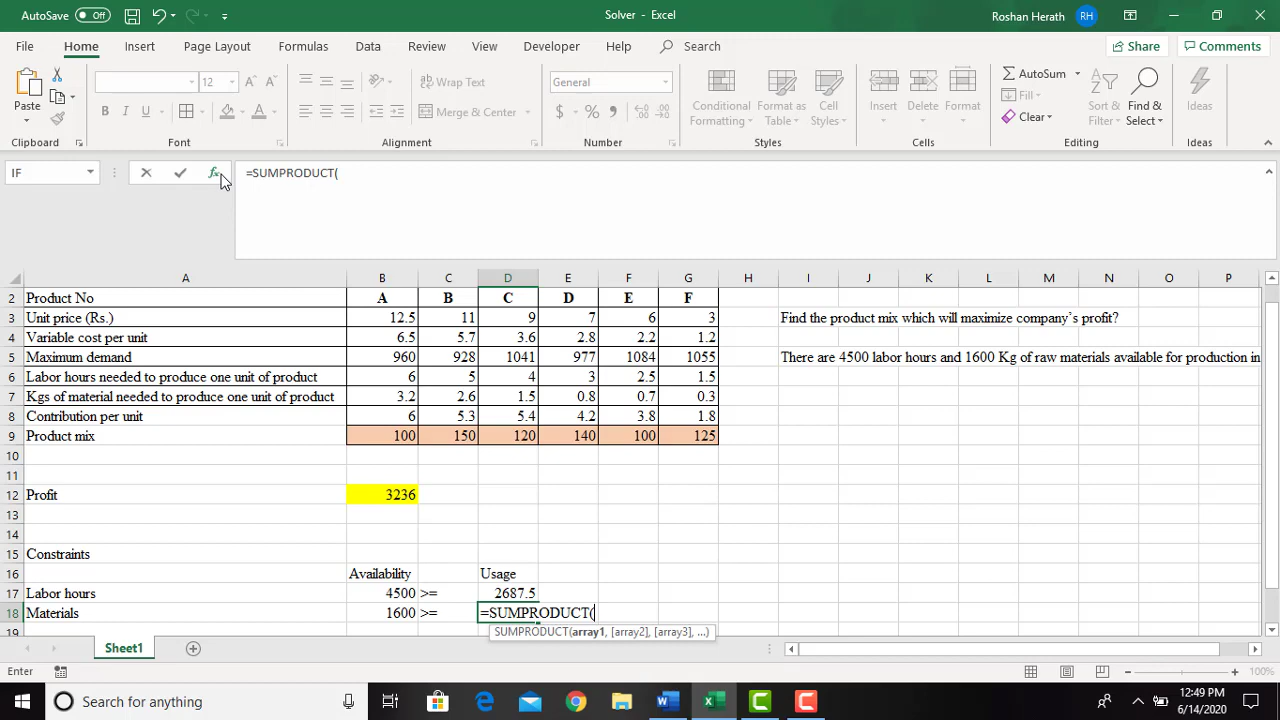 AutoSave Off Solver - Excel Roshan Herath RH
File Home Insert Page Layout Formulas Data Review View Developer Help Search Share Comments
Paste 12 A A B I U A Wrap Text Merge & Center General $ % , Conditional Formatting Format as Table Cell Styles Insert Delete Format AutoSum Fill Clear Sort & Filter Find & Select Ideas
Clipboard Font Alignment Number Styles Cells Editing Ideas
IF fx =SUMPRODUCT(
A B C D E F G H I J K L M N O P
2 Product No A B C D E F
3 Unit price (Rs.) 12.5 11 9 7 6 3 Find the product mix which will maximize company’s profit?
4 Variable cost per unit 6.5 5.7 3.6 2.8 2.2 1.2
5 Maximum demand 960 928 1041 977 1084 1055 There are 4500 labor hours and 1600 Kg of raw materials available for production in
6 Labor hours needed to produce one unit of product 6 5 4 3 2.5 1.5
7 Kgs of material needed to produce one unit of product 3.2 2.6 1.5 0.8 0.7 0.3
8 Contribution per unit 6 5.3 5.4 4.2 3.8 1.8
9 Product mix 100 150 120 140 100 125
10
11
12 Profit 3236
13
14
15 Constraints
16 Availability Usage
17 Labor hours 4500 >= 2687.5
18 Materials 1600 >= =SUMPRODUCT(
19 SUMPRODUCT(array1, [array2], [array3], ...)
Sheet1
Enter 100%
Search for anything 12:49 PM
6/14/2020